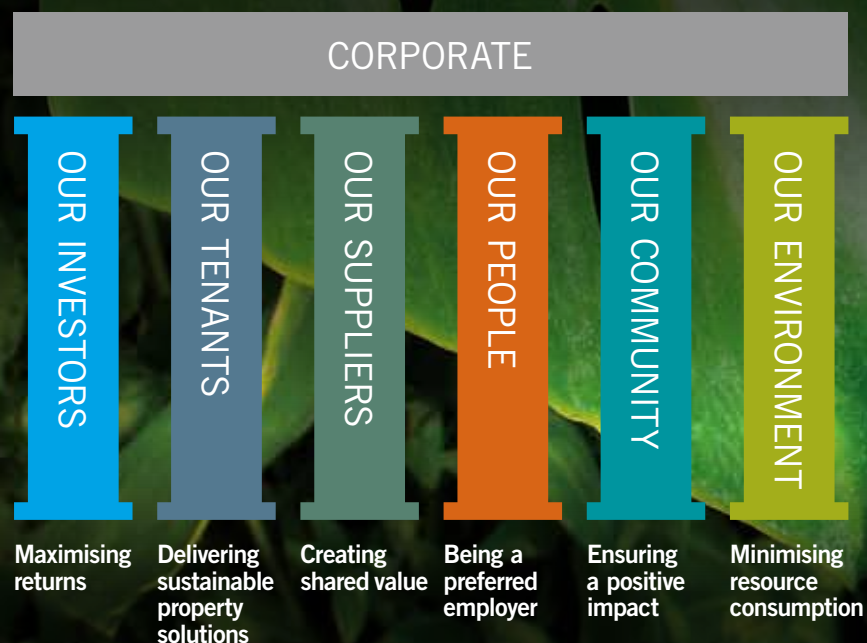 CORPORATE
OUR INVESTORS
OUR TENANTS
OUR SUPPLIERS
OUR PEOPLE
OUR COMMUNITY
OUR ENVIRONMENT
Maximising
returns
Delivering
sustainable
property
solutions
Creating
shared value
Being a
preferred
employer
Ensuring
a positive
impact
Minimising
resource
consumption